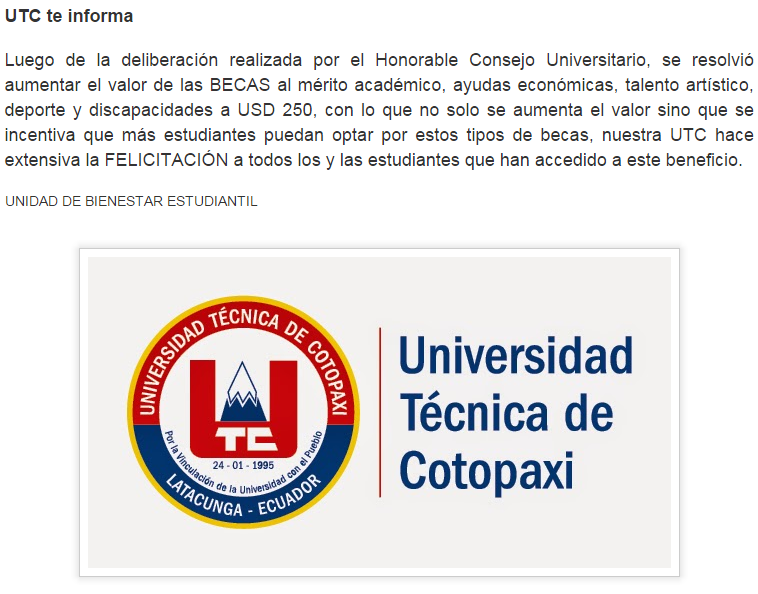 UTC te informa
Luego de la deliberación realizada por el Honorable Consejo Universitario, se resolvió
aumentar el valor de las BECAS al mérito académico, ayudas económicas, talento artístico,
deporte y discapacidades a USD 250, con lo que no solo se aumenta el valor sino que se
incentiva que más estudiantes puedan optar por estos tipos de becas, nuestra UTC hace
extensiva la FELICITACIÓN a todos los y las estudiantes que han accedido a este beneficio.
UNIDAD DE BIENESTAR ESTUDIANTIL
UNIVERSIDAD TÉCNICA DE COTOPAXI
U
TC
24 - 01 - 1995
Por la Vinculación de la Universidad con el Pueblo
LATACUNGA - ECUADOR
Universidad
Técnica de
Cotopaxi